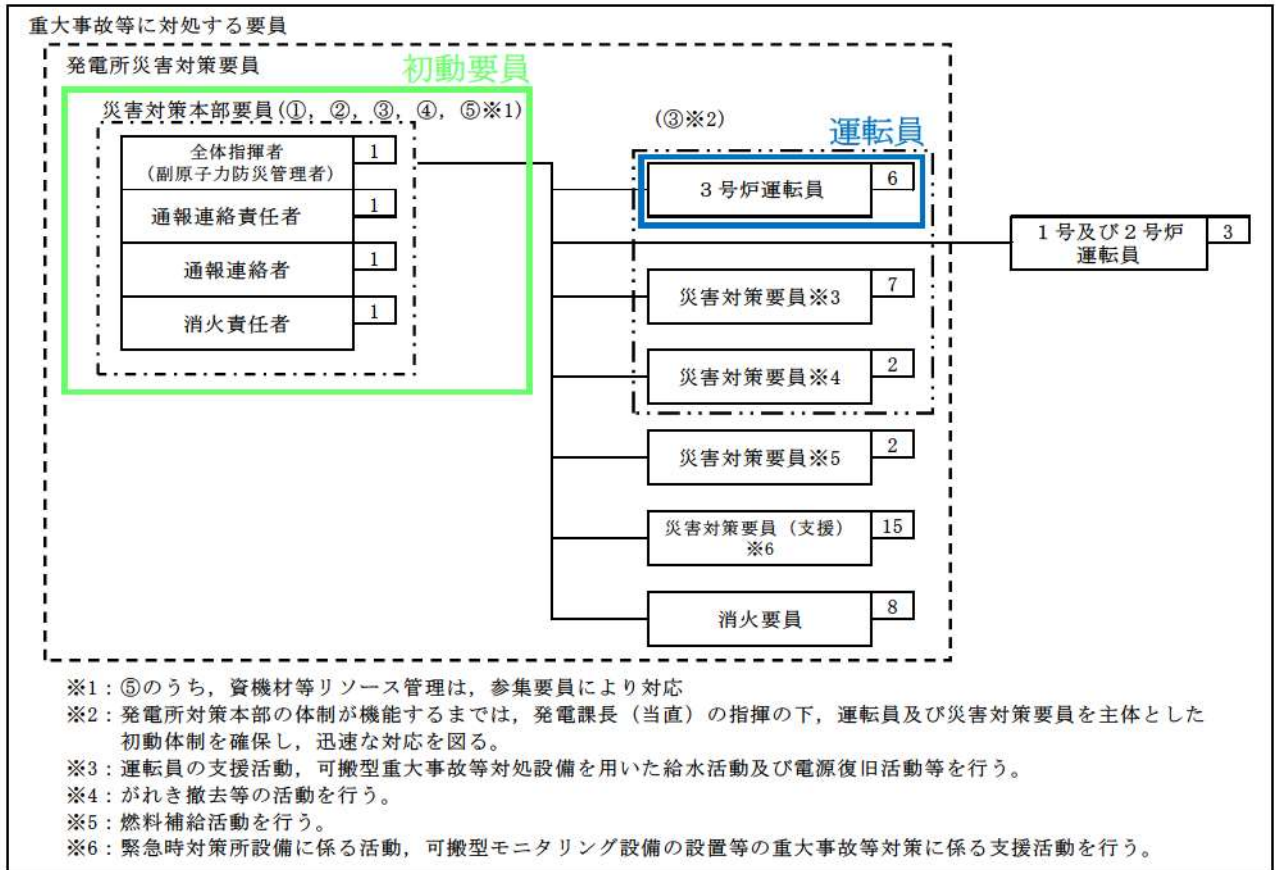 重大事故等に対処する要員
発電所災害対策要員
初動要員
災害対策本部要員(①，②，③，④，⑤※1)
全体指揮者
(副原子力防災管理者)
1
通報連絡責任者
1
通報連絡者
1
消火責任者
1
(③※2)
運転員
3号炉運転員
6
1号及び2号炉
運転員
3
災害対策要員※3
7
災害対策要員※4
2
災害対策要員※5
2
災害対策要員（支援）
※6
15
消火要員
8
※1：⑤のうち，資機材等リソース管理は，参集要員により対応
※2：発電所対策本部の体制が機能するまでは，発電課長（当直）の指揮の下，運転員及び災害対策要員を主体とした
初動体制を確保し，迅速な対応を図る。
※3：運転員の支援活動，可搬型重大事故等対処設備を用いた給水活動及び電源復旧活動等を行う。
※4：がれき撤去等の活動を行う。
※5：燃料補給活動を行う。
※6：緊急時対策所設備に係る活動，可搬型モニタリング設備の設置等の重大事故等対策に係る支援活動を行う。